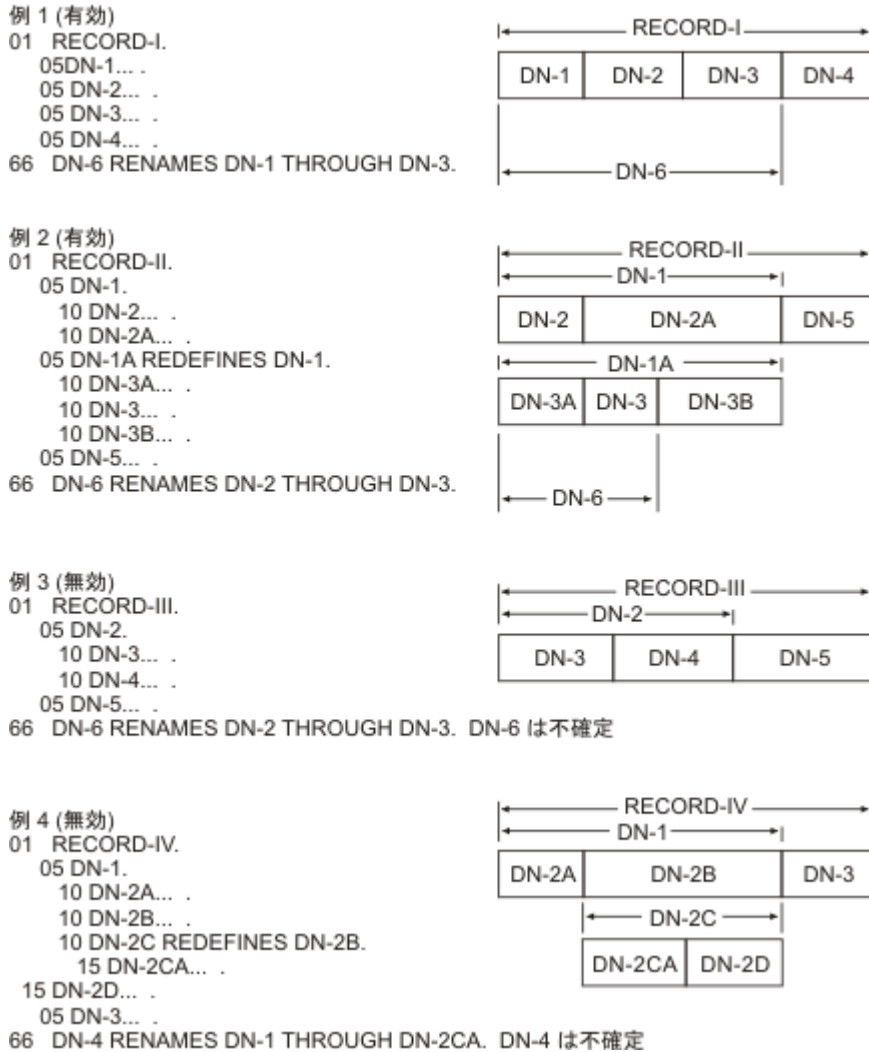 例 1 (有効)
01 RECORD-I.
05DN-1... .
05 DN-2... .
05 DN-3... .
05 DN-4... .
66 DN-6 RENAMES DN-1 THROUGH DN-3.
RECORD-I
DN-1 DN-2 DN-3 DN-4
DN-6
例 2 (有効)
01 RECORD-II.
05 DN-1.
10 DN-2... .
10 DN-2A... .
05 DN-1A REDEFINES DN-1.
10 DN-3A... .
10 DN-3... .
10 DN-3B... .
05 DN-5... .
66 DN-6 RENAMES DN-2 THROUGH DN-3.
RECORD-II
DN-1
DN-2 DN-2A DN-5
DN-1A
DN-3A DN-3 DN-3B
DN-6
例 3 (無効)
01 RECORD-III.
05 DN-2.
10 DN-3... .
10 DN-4... .
05 DN-5... .
66 DN-6 RENAMES DN-2 THROUGH DN-3. DN-6 は不確定
RECORD-III
DN-2
DN-3 DN-4 DN-5
例 4 (無効)
01 RECORD-IV.
05 DN-1.
10 DN-2A... .
10 DN-2B... .
10 DN-2C REDEFINES DN-2B.
15 DN-2CA... .
15 DN-2D... .
05 DN-3... .
66 DN-4 RENAMES DN-1 THROUGH DN-2CA. DN-4 は不確定
RECORD-IV
DN-1
DN-2A DN-2B DN-3
DN-2C
DN-2CA DN-2D